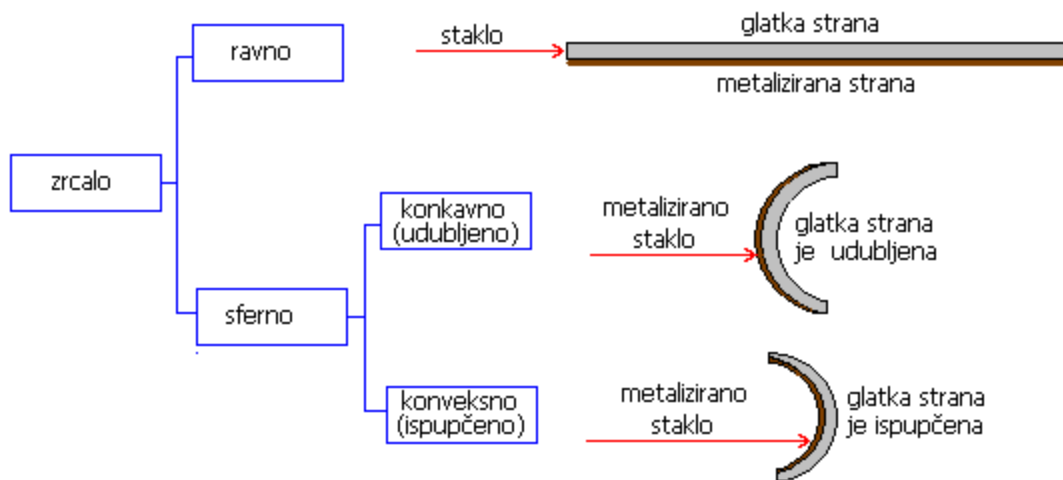 ravno
staklo
glatka strana
metalizirana strana
zrcalo
konkavno
(udubljeno)
metalizirano
staklo
glatka strana
je udubljena
sferno
konveksno
(ispupčeno)
metalizirano
staklo
glatka strana
je ispupčena